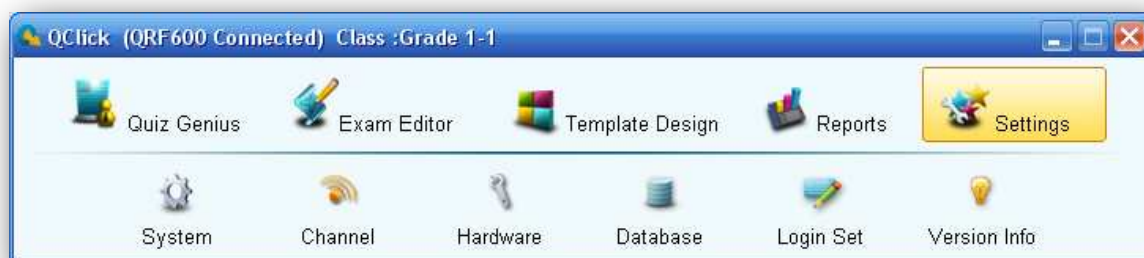 QClick (QRF600 Connected) Class :Grade 1-1
Quiz Genius Exam Editor Template Design Reports Settings
System Channel Hardware Database Login Set Version Info